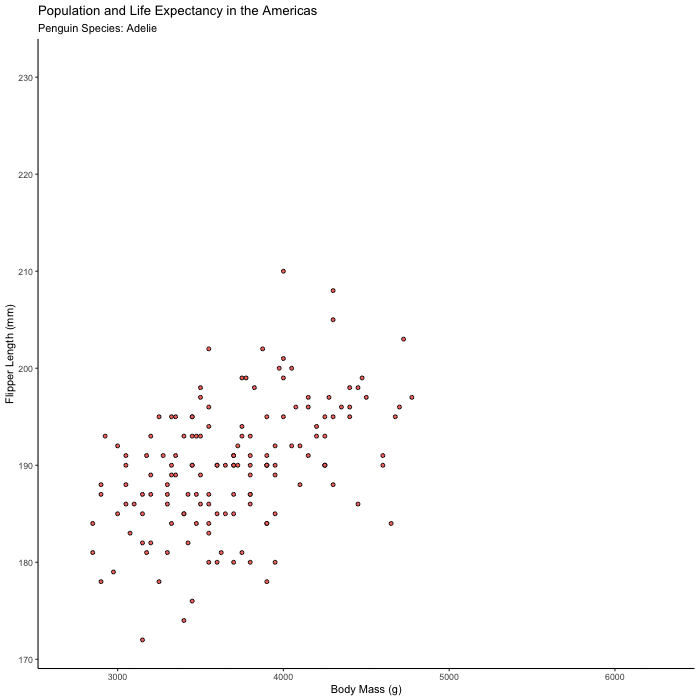 Population and Life Expectancy in the Americas
Penguin Species: Adelie
230
220
210
200
190
180
170
Flipper Length (mm)
3000 4000 5000 6000
Body Mass (g)